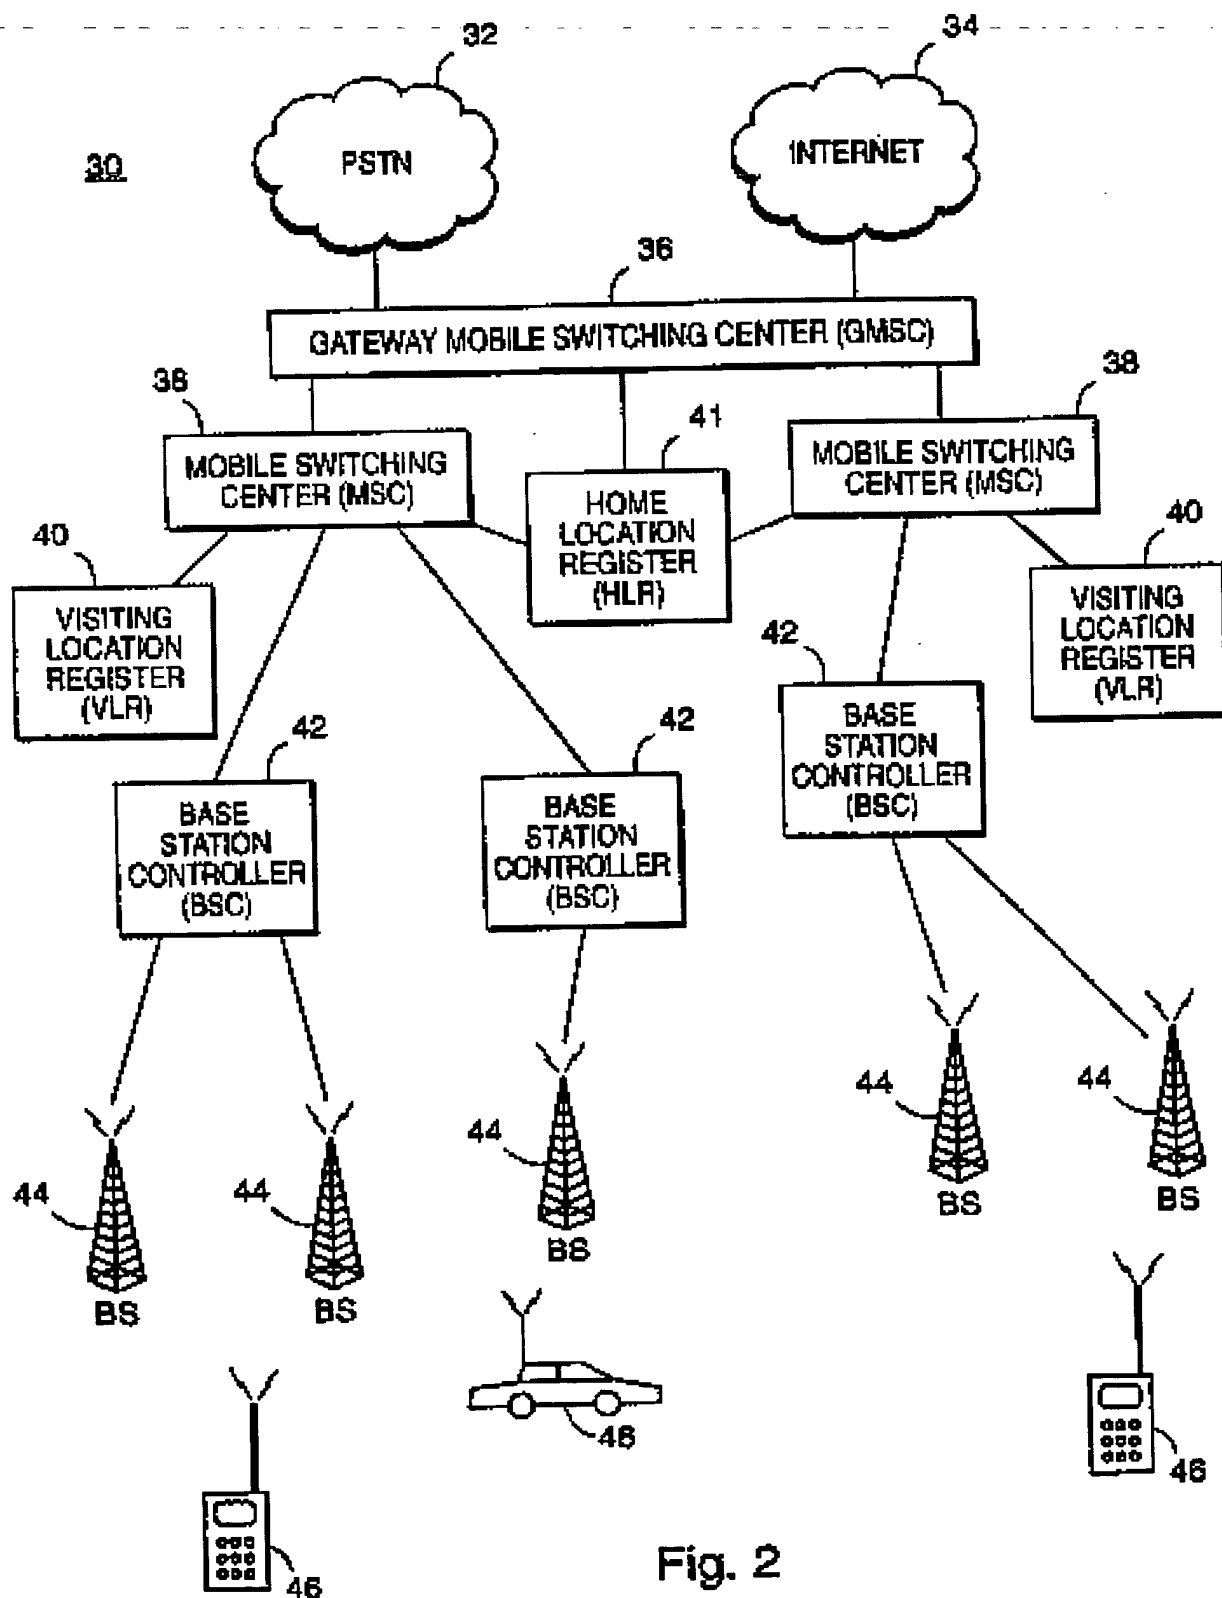 32
34
30
PSTN
INTERNET
36
GATEWAY MOBILE SWITCHING CENTER (GMSC)
38
38
41
MOBILE SWITCHING
CENTER (MSC)
HOME
LOCATION
REGISTER
(HLR)
MOBILE SWITCHING
CENTER (MSC)
40
40
VISITING
LOCATION
REGISTER
(VLR)
VISITING
LOCATION
REGISTER
(VLR)
42
BASE
STATION
CONTROLLER
(BSC)
42
BASE
STATION
CONTROLLER
(BSC)
42
BASE
STATION
CONTROLLER
(BSC)
44
BS
44
BS
44
BS
44
BS
44
BS
46
46
46
Fig. 2